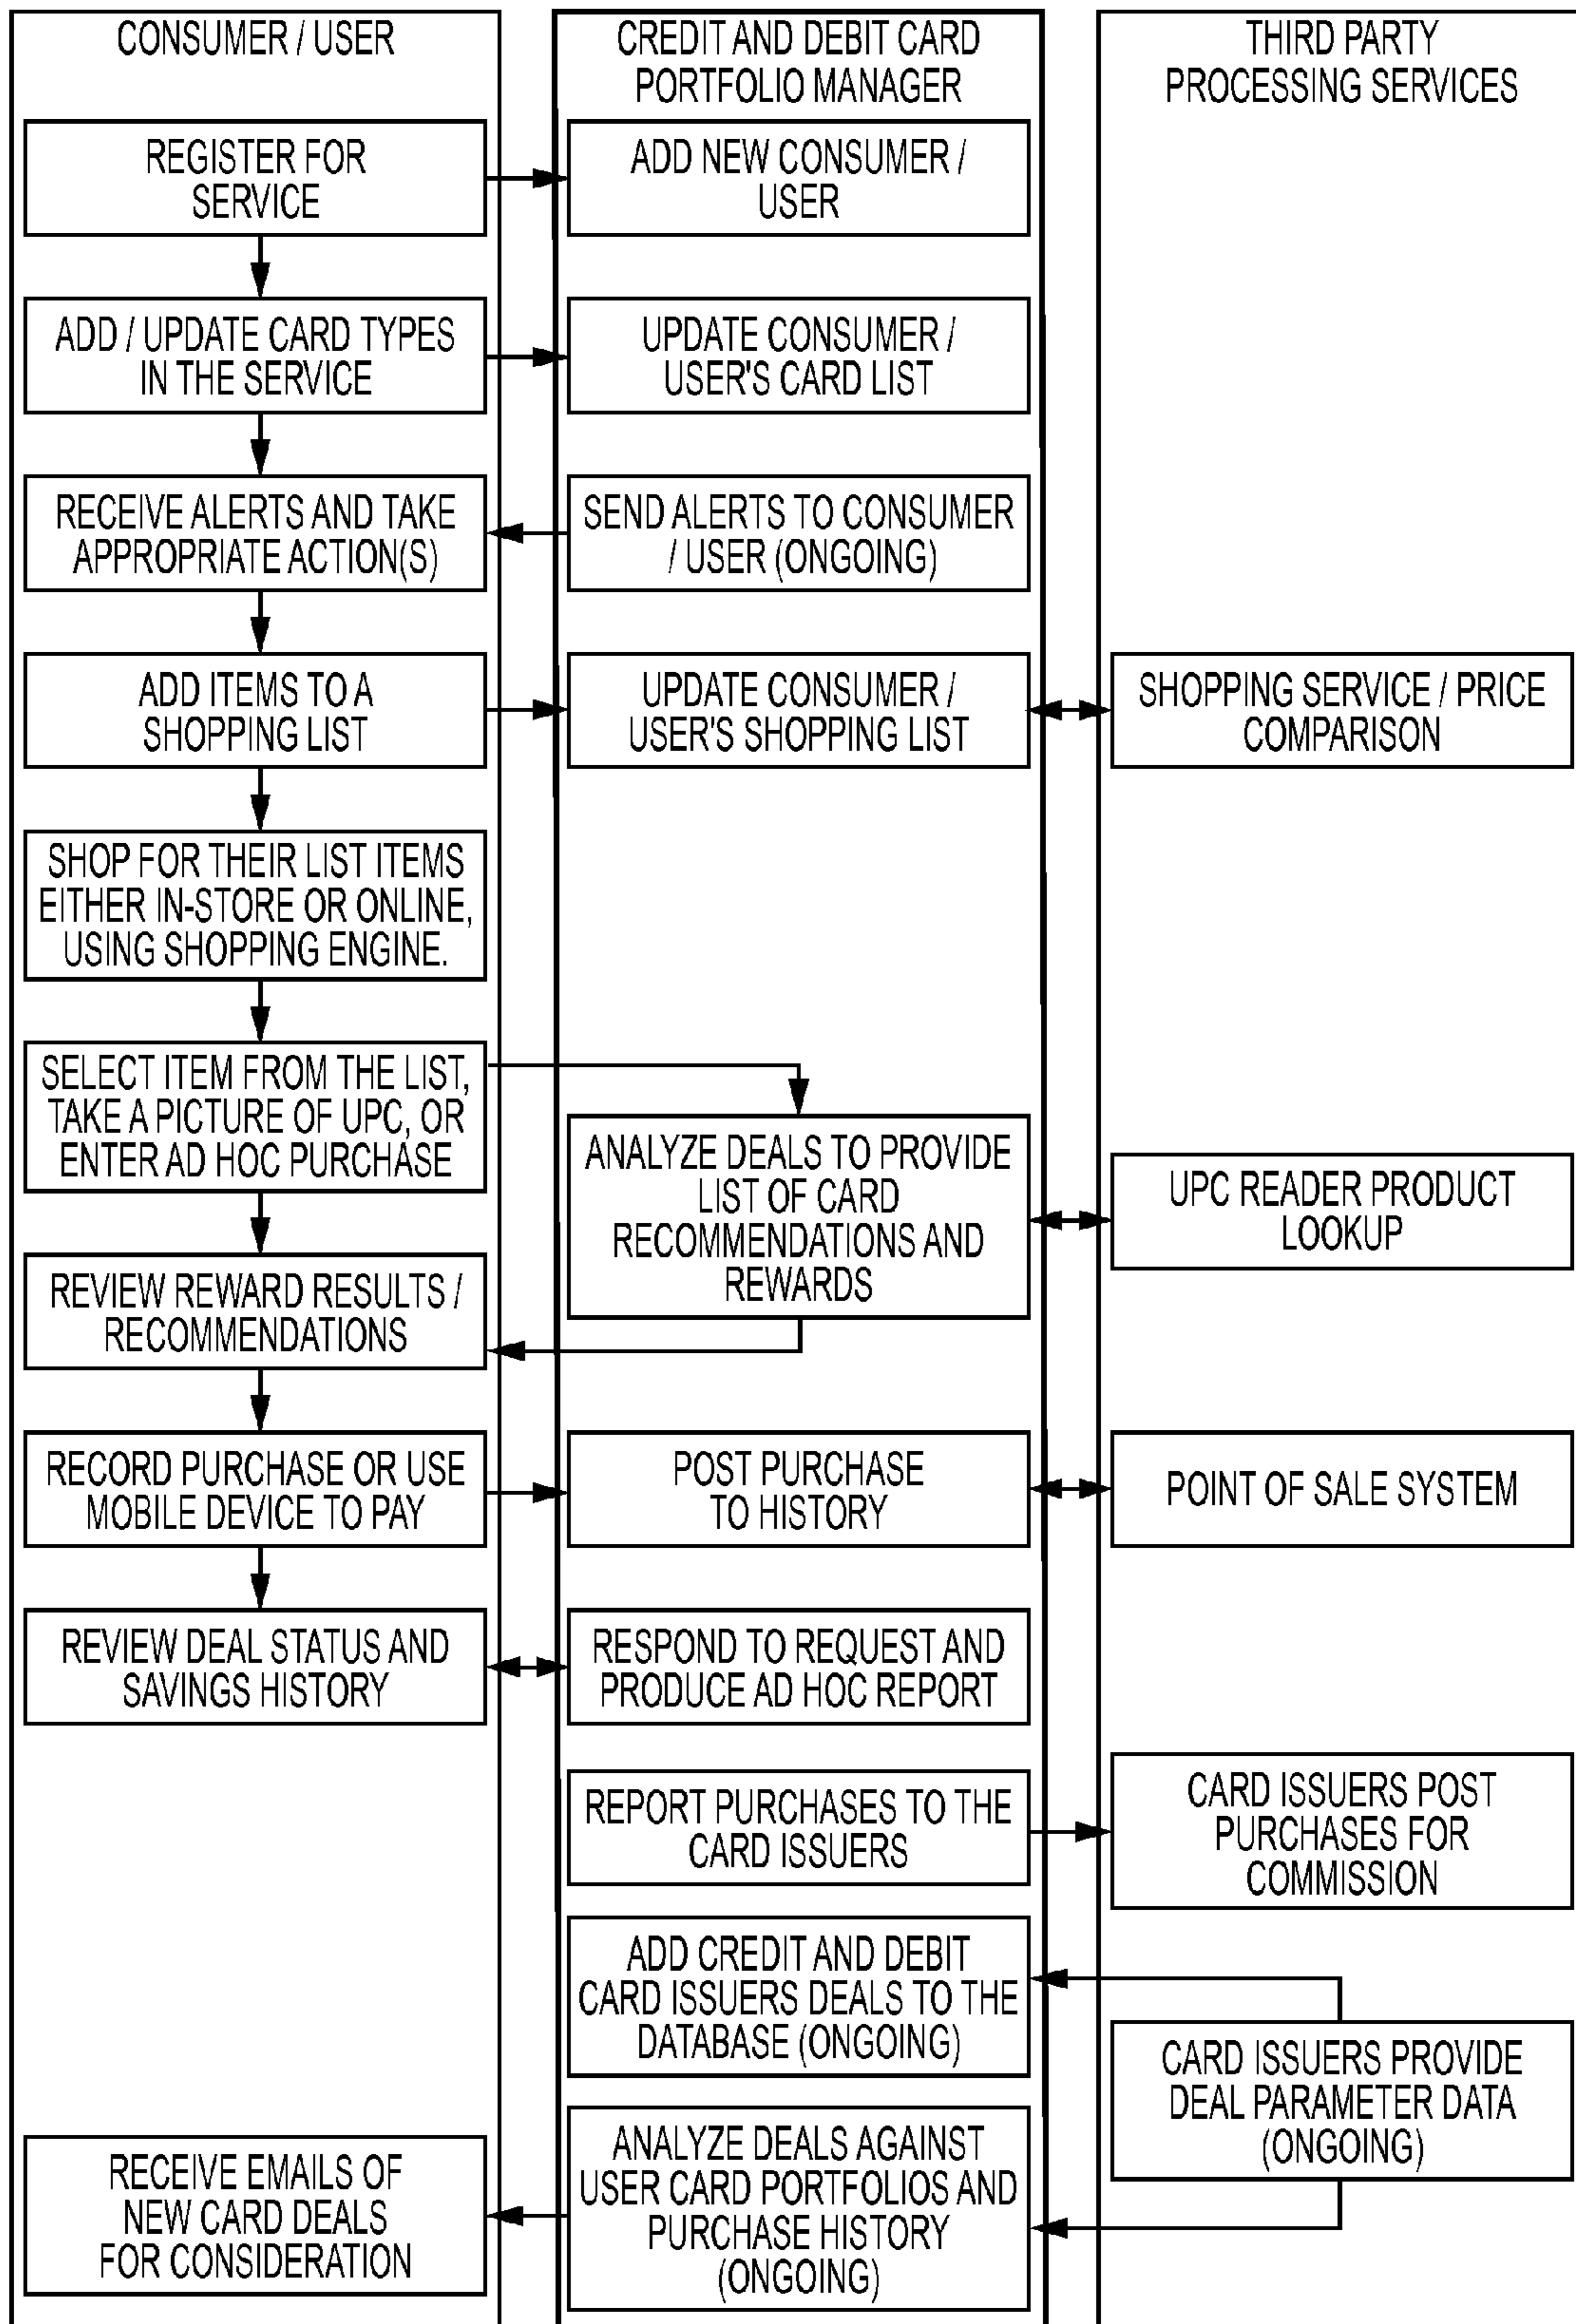 CONSUMER / USER
REGISTER FOR
SERVICE
ADD / UPDATE CARD TYPES
IN THE SERVICE
RECEIVE ALERTS AND TAKE
APPROPRIATE ACTION(S)
ADD ITEMS TO A
SHOPPING LIST
SHOP FOR THEIR LIST ITEMS
EITHER IN-STORE OR ONLINE,
USING SHOPPING ENGINE.
SELECT ITEM FROM THE LIST,
TAKE A PICTURE OF UPC, OR
ENTER AD HOC PURCHASE
REVIEW REWARD RESULTS /
RECOMMENDATIONS
RECORD PURCHASE OR USE
MOBILE DEVICE TO PAY
REVIEW DEAL STATUS AND
SAVINGS HISTORY
RECEIVE EMAILS OF
NEW CARD DEALS
FOR CONSIDERATION
CREDIT AND DEBIT CARD
PORTFOLIO MANAGER
ADD NEW CONSUMER /
USER
UPDATE CONSUMER /
USER'S CARD LIST
SEND ALERTS TO CONSUMER
/ USER (ONGOING)
UPDATE CONSUMER /
USER'S SHOPPING LIST
ANALYZE DEALS TO PROVIDE
LIST OF CARD
RECOMMENDATIONS AND
REWARDS
POST PURCHASE
TO HISTORY
RESPOND TO REQUEST AND
PRODUCE AD HOC REPORT
REPORT PURCHASES TO THE
CARD ISSUERS
ADD CREDIT AND DEBIT
CARD ISSUERS DEALS TO THE
DATABASE (ONGOING)
ANALYZE DEALS AGAINST
USER CARD PORTFOLIOS AND
PURCHASE HISTORY
(ONGOING)
THIRD PARTY
PROCESSING SERVICES
SHOPPING SERVICE / PRICE
COMPARISON
UPC READER PRODUCT
LOOKUP
POINT OF SALE SYSTEM
CARD ISSUERS POST
PURCHASES FOR
COMMISSION
CARD ISSUERS PROVIDE
DEAL PARAMETER DATA
(ONGOING)